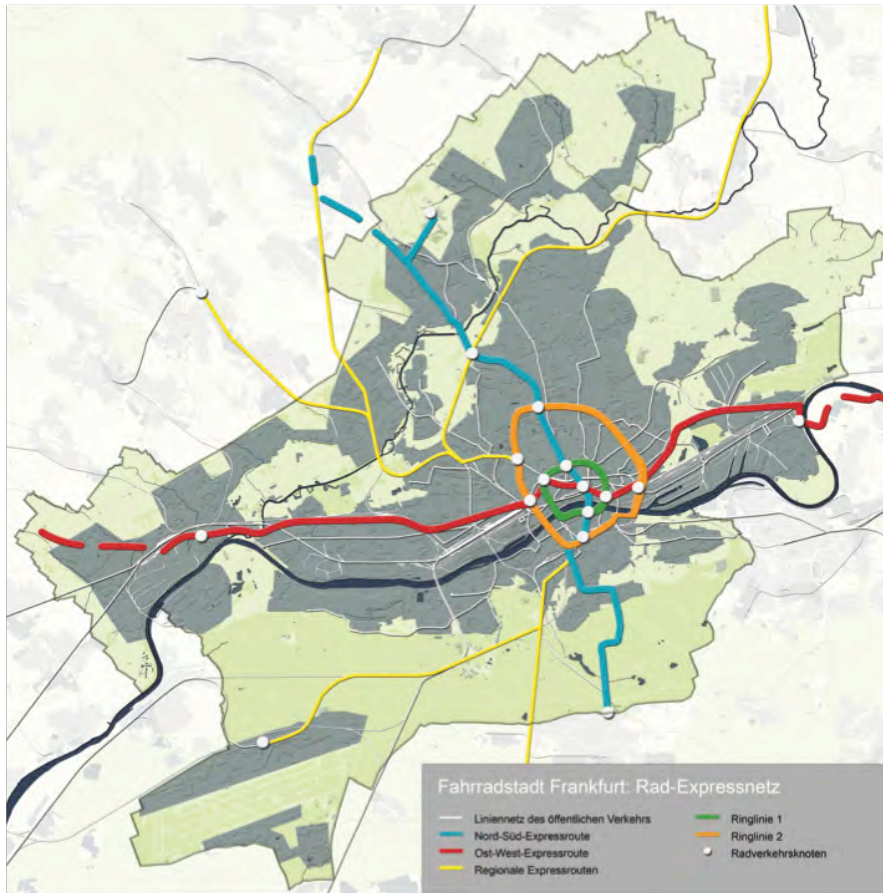 Fahrradstadt Frankfurt: Rad-Expressnetz
Liniennetz des öffentlichen Verkehrs
Nord-Süd-Expressroute
Ost-West-Expressroute
Regionale Expressrouten
Ringlinie 1
Ringlinie 2
Radverkehrsknoten